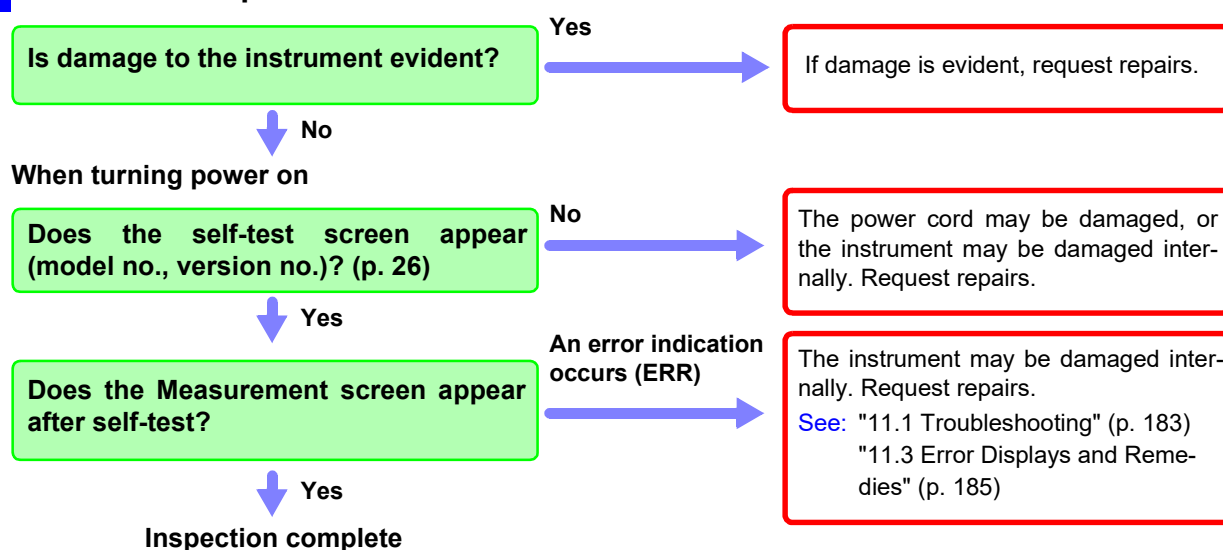 Yes
Is damage to the instrument evident?
If damage is evident, request repairs.
No
When turning power on
No
Does the self-test screen appear
(model no., version no.)? (p. 26)
The power cord may be damaged, or
the instrument may be damaged inter-
nally. Request repairs.
Yes
An error indication
occurs (ERR)
Does the Measurement screen appear
after self-test?
The instrument may be damaged inter-
nally. Request repairs.
See: "11.1 Troubleshooting" (p. 183)
"11.3 Error Displays and Reme-
dies" (p. 185)
Yes
Inspection complete